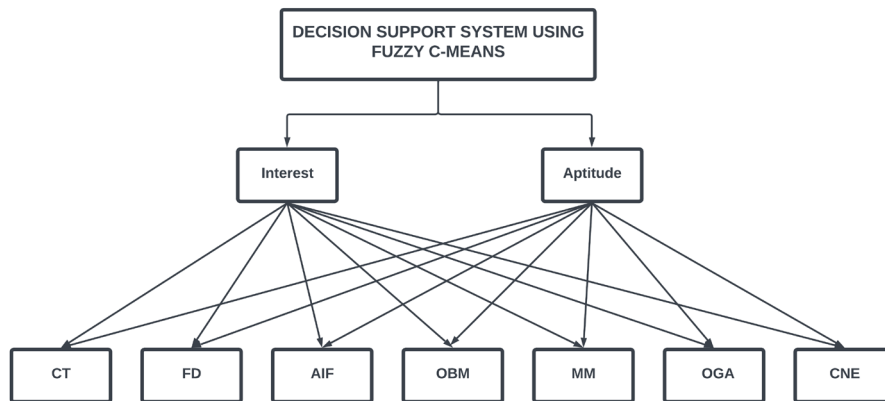 DECISION SUPPORT SYSTEM USING
FUZZY C-MEANS
Interest
Aptitude
CT
FD
AIF
OBM
MM
OGA
CNE